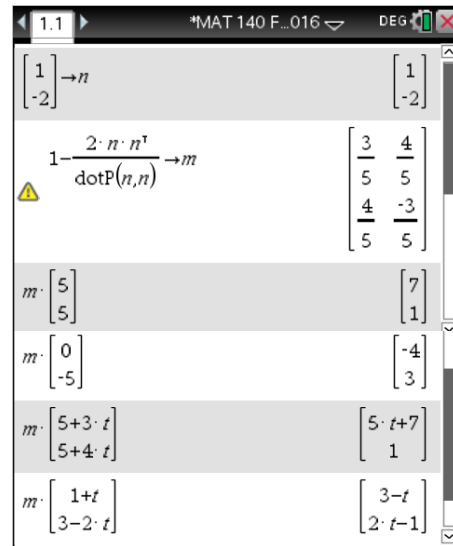 1.1 *MAT 140 F…016 DEG
[1; -2]→n [1; -2]
1-(2·n·nᵀ)/(dotP(n,n))→m [3/5 4/5; 4/5 -3/5]
m·[5; 5] [7; 1]
m·[0; -5] [-4; 3]
m·[5+3·t; 5+4·t] [5·t+7; 1]
m·[1+t; 3-2·t] [3-t; 2·t-1]